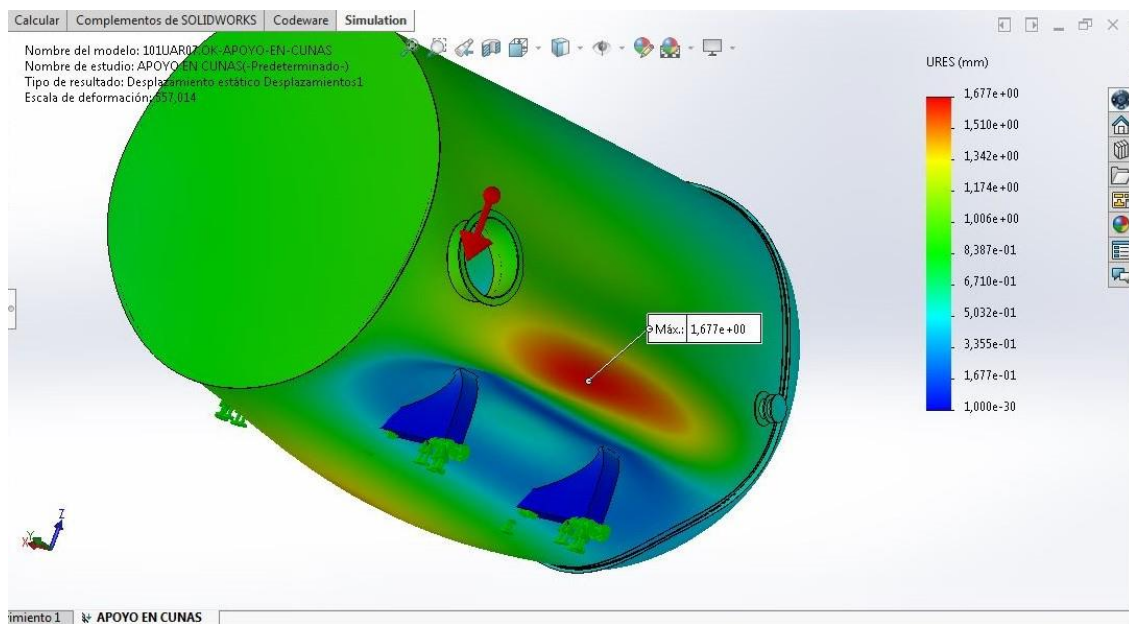 Calcular Complementos de SOLIDWORKS Codeware Simulation
Nombre del modelo: 101UAR07.OK-APOYO-EN-CUNAS
Nombre de estudio: APOYO EN CUNAS(-Predeterminado-)
Tipo de resultado: Desplazamiento estático Desplazamientos1
Escala de deformación: 557,014
URES (mm)
1,677e+00
1,510e+00
1,342e+00
1,174e+00
1,006e+00
8,387e-01
6,710e-01
5,032e-01
3,355e-01
1,677e-01
1,000e-30
Máx.: 1,677e+00
Z
Y
X
vimiento 1 APOYO EN CUNAS